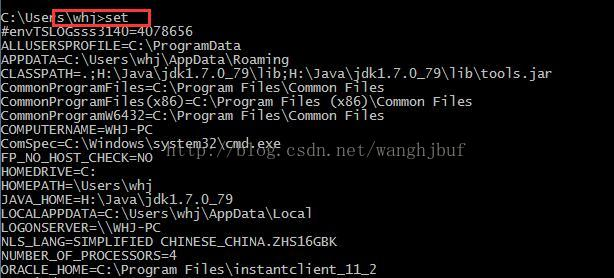 C:\Users\whj>set
#envTSLOGsss3140=4078656
ALLUSERSPROFILE=C:\ProgramData
APPDATA=C:\Users\whj\AppData\Roaming
CLASSPATH=.;H:\Java\jdk1.7.0_79\lib;H:\Java\jdk1.7.0_79\lib\tools.jar
CommonProgramFiles=C:\Program Files\Common Files
CommonProgramFiles(x86)=C:\Program Files (x86)\Common Files
CommonProgramW6432=C:\Program Files\Common Files
COMPUTERNAME=WHJ-PC
ComSpec=C:\Windows\system32\cmd.exe
http://blog.csdn.net/wanghjbuf
FP_NO_HOST_CHECK=NO
HOMEDRIVE=C:
HOMEPATH=\Users\whj
JAVA_HOME=H:\Java\jdk1.7.0_79
LOCALAPPDATA=C:\Users\whj\AppData\Local
LOGONSERVER=\\WHJ-PC
NLS_LANG=SIMPLIFIED CHINESE_CHINA.ZHS16GBK
NUMBER_OF_PROCESSORS=4
ORACLE_HOME=C:\Program Files\instantclient_11_2